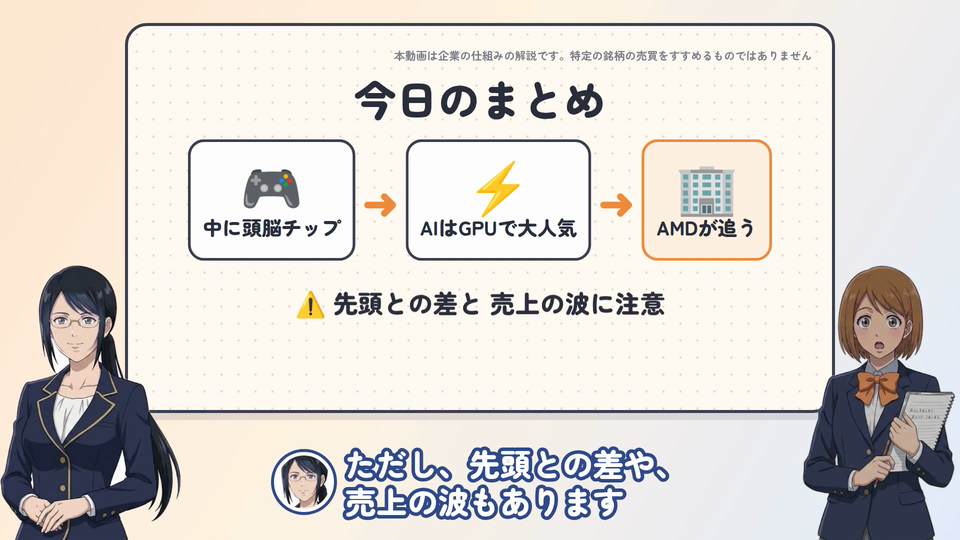 本動画は企業の仕組みの解説です。特定の銘柄の売買をすすめるものではありません
今日のまとめ
中に頭脳チップ
AIはGPUで大人気
AMDが追う
⚠️ 先頭との差と 売上の波に注意
ただし、先頭との差や、
売上の波もあります